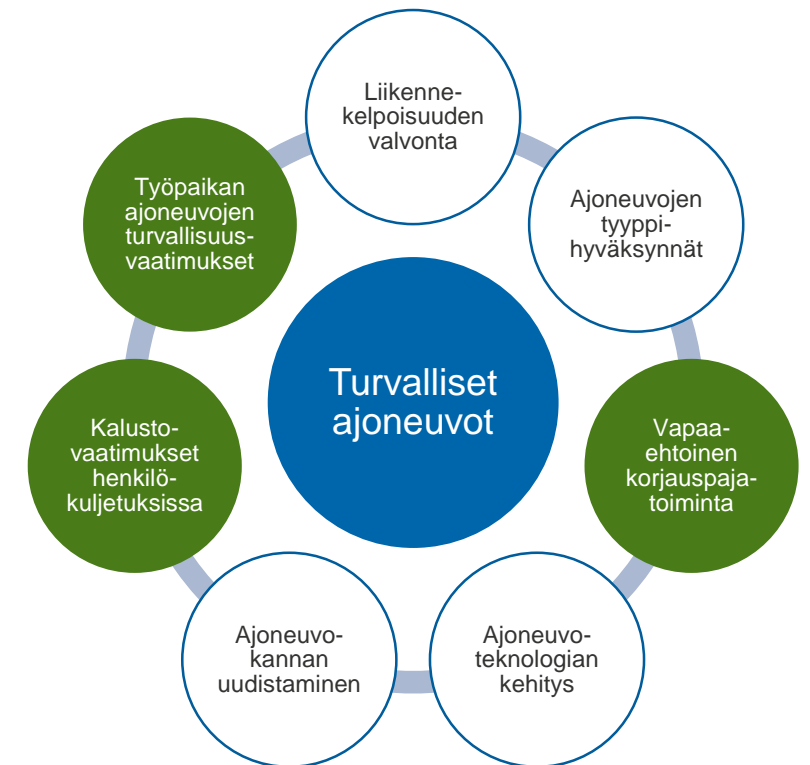 Liikenne-
kelpoisuuden
valvonta
Ajoneuvojen
tyyppi-
hyväksynnät
Vapaa-
ehtoinen
korjauspaja-
toiminta
Ajoneuvo-
teknologian
kehitys
Ajoneuvo-
kannan
uudistaminen
Kalusto-
vaatimukset
henkilö-
kuljetuksissa
Työpaikan
ajoneuvojen
turvallisuus-
vaatimukset
Turvalliset
ajoneuvot